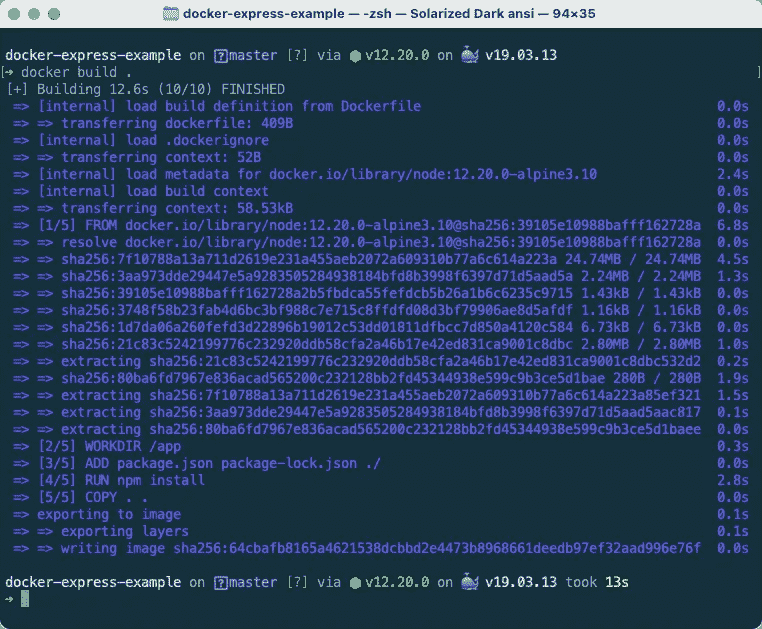 docker-express-example — -zsh — Solarized Dark ansi — 94×35
docker-express-example on master [?] via v12.20.0 on 🐳 v19.03.13
[➜ docker build . ]
[+] Building 12.6s (10/10) FINISHED
=> [internal] load build definition from Dockerfile 0.0s
=> => transferring dockerfile: 409B 0.0s
=> [internal] load .dockerignore 0.0s
=> => transferring context: 52B 0.0s
=> [internal] load metadata for docker.io/library/node:12.20.0-alpine3.10 2.4s
=> [internal] load build context 0.0s
=> => transferring context: 58.53kB 0.0s
=> [1/5] FROM docker.io/library/node:12.20.0-alpine3.10@sha256:39105e10988bafff162728a 6.8s
=> => resolve docker.io/library/node:12.20.0-alpine3.10@sha256:39105e10988bafff162728a 0.0s
=> => sha256:7f10788a13a711d2619e231a455aeb2072a609310b77a6c614a223a 24.74MB / 24.74MB 4.5s
=> => sha256:3aa973dde29447e5a9283505284938184bfd8b3998f6397d71d5aad5a 2.24MB / 2.24MB 1.3s
=> => sha256:39105e10988bafff162728a2b5fbdca55fefdcb5b26a1b6c6235c9715 1.43kB / 1.43kB 0.0s
=> => sha256:3748f58b23fab4d6bc3bf988c7e715c8ffdfd08d3bf79906ae8d5afdf 1.16kB / 1.16kB 0.0s
=> => sha256:1d7da06a260fefd3d22896b19012c53dd01811dfbcc7d850a4120c584 6.73kB / 6.73kB 0.0s
=> => sha256:21c83c5242199776c232920ddb58cfa2a46b17e42ed831ca9001c8dbc 2.80MB / 2.80MB 1.0s
=> => extracting sha256:21c83c5242199776c232920ddb58cfa2a46b17e42ed831ca9001c8dbc532d2 0.2s
=> => sha256:80ba6fd7967e836acad565200c232128bb2fd45344938e599c9b3ce5d1bae 280B / 280B 1.9s
=> => extracting sha256:7f10788a13a711d2619e231a455aeb2072a609310b77a6c614a223a85ef321 1.5s
=> => extracting sha256:3aa973dde29447e5a9283505284938184bfd8b3998f6397d71d5aad5aac817 0.1s
=> => extracting sha256:80ba6fd7967e836acad565200c232128bb2fd45344938e599c9b3ce5d1baee 0.0s
=> [2/5] WORKDIR /app 0.3s
=> [3/5] ADD package.json package-lock.json ./ 0.0s
=> [4/5] RUN npm install 2.8s
=> [5/5] COPY . . 0.0s
=> exporting to image 0.1s
=> => exporting layers 0.1s
=> => writing image sha256:64cbafb8165a4621538dcbbd2e4473b8968661deedb97ef32aad996e76f 0.0s
docker-express-example on master [?] via v12.20.0 on 🐳 v19.03.13 took 13s
➜